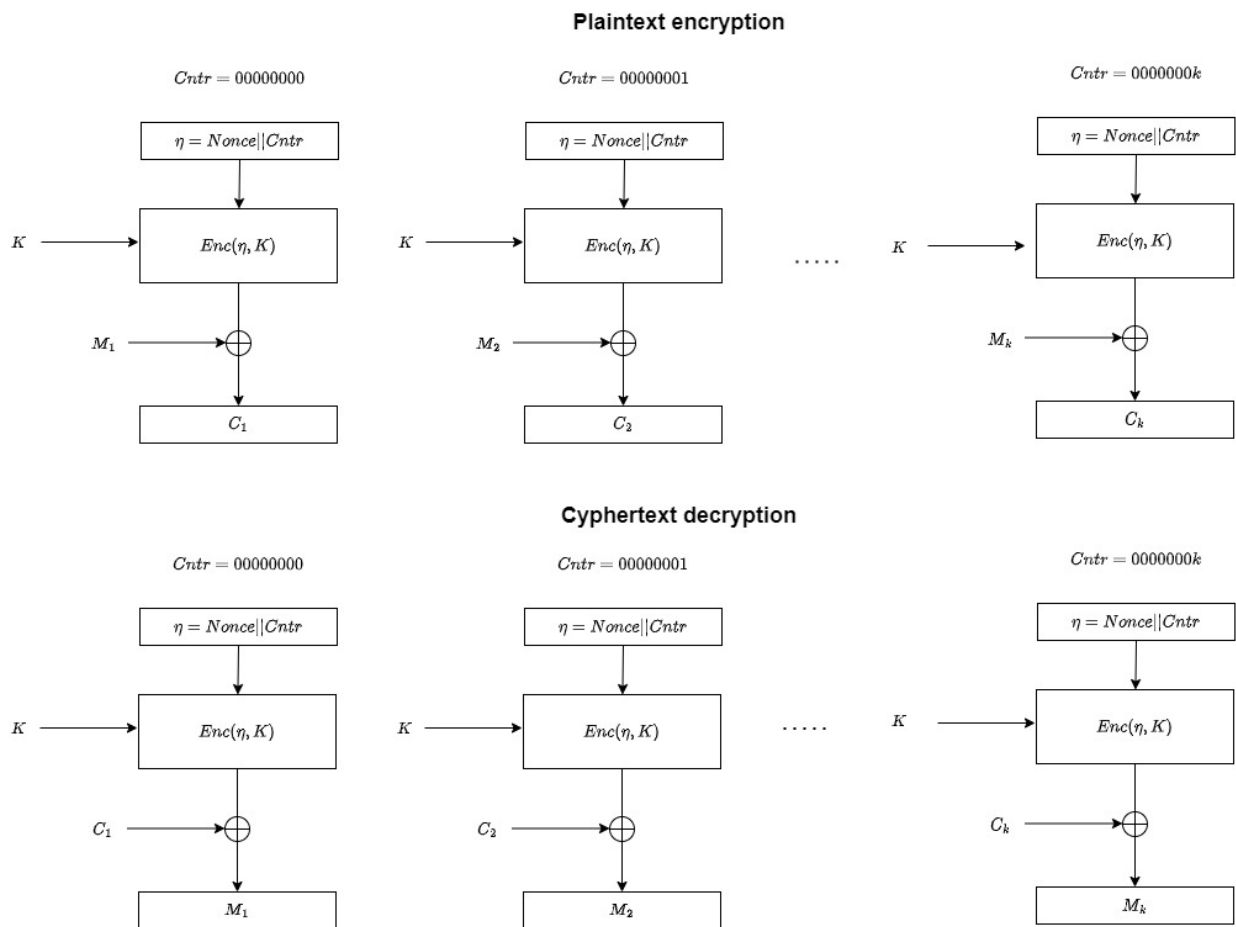 Plaintext encryption
Cntr = 00000000
Cntr = 00000001
Cntr = 0000000k
η = Nonce||Cntr
η = Nonce||Cntr
η = Nonce||Cntr
K
Enc(η, K)
K
Enc(η, K)
.....
K
Enc(η, K)
M₁
M₂
Mₖ
C₁
C₂
Cₖ
Cyphertext decryption
Cntr = 00000000
Cntr = 00000001
Cntr = 0000000k
η = Nonce||Cntr
η = Nonce||Cntr
η = Nonce||Cntr
K
Enc(η, K)
K
Enc(η, K)
.....
K
Enc(η, K)
C₁
C₂
Cₖ
M₁
M₂
Mₖ